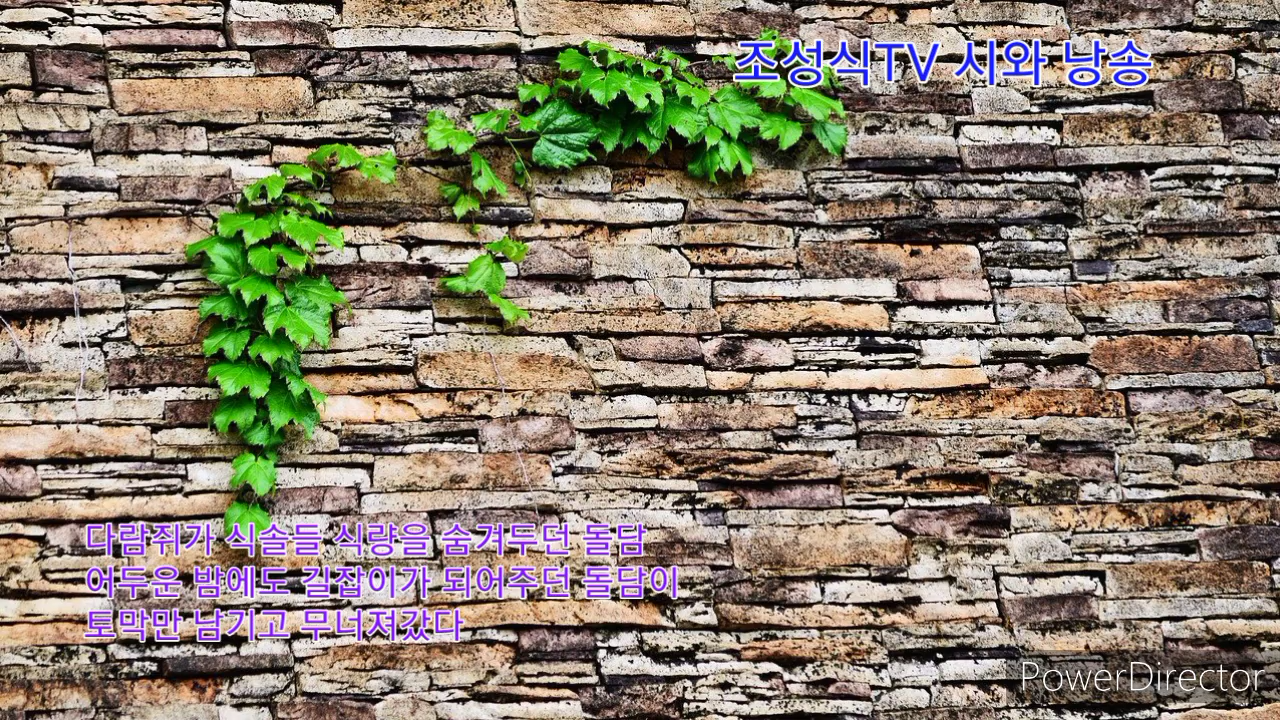 조성식TV 시와 낭송
다람쥐가 식솔들 식량을 숨겨두던 돌담
어두운 밤에도 길잡이가 되어주던 돌담이
토막만 남기고 무너져갔다
PowerDirector